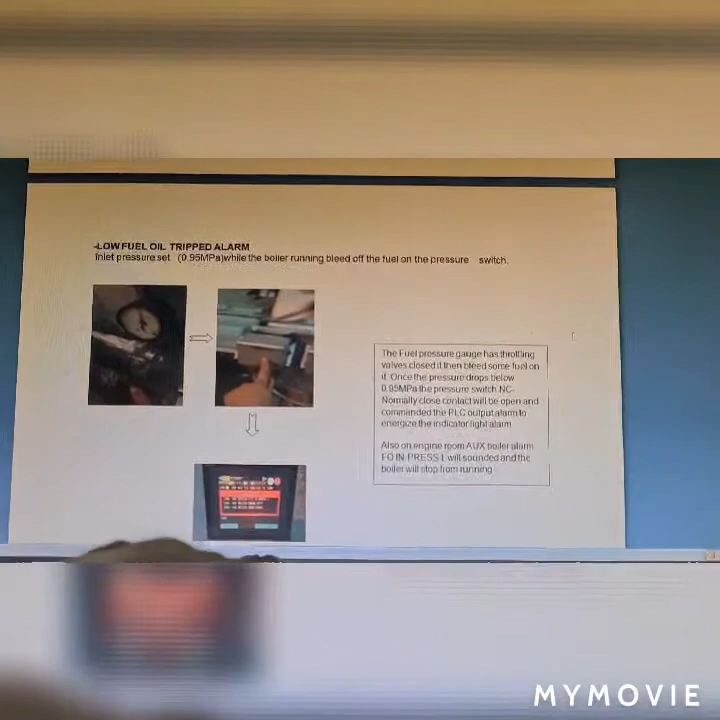 -LOW FUEL OIL TRIPPED ALARM
Inlet pressure set (0.95MPa)while the boiler running bleed off the fuel on the pressure switch.
The Fuel pressure gauge has throttling
valves closed it then bleed some fuel on
it. Once the pressure drops below
0.95MPa the pressure switch NC-
Normally close contact will be open and
commanded the PLC output alarm to
energize the indicator light alarm.
Also on engine room AUX boiler alarm
FO IN PRESS L will sounded and the
boiler will stop from running
MYMOVIE